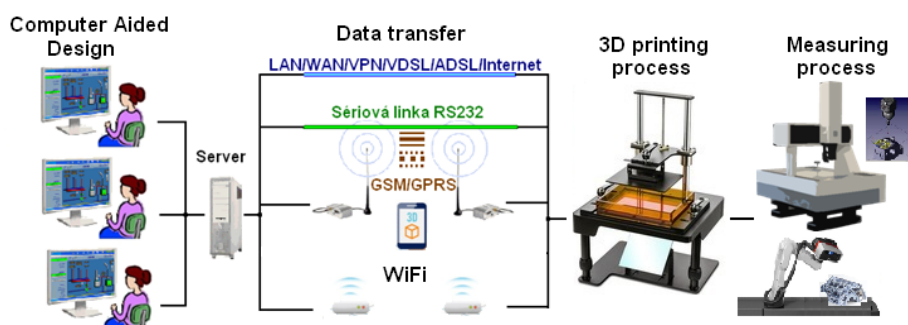 Computer Aided
Design
Data transfer
3D printing
process
Measuring
process
LAN/WAN/VPN/VDSL/ADSL/Internet
Sériová linka RS232
Server
GSM/GPRS
3D
WiFi